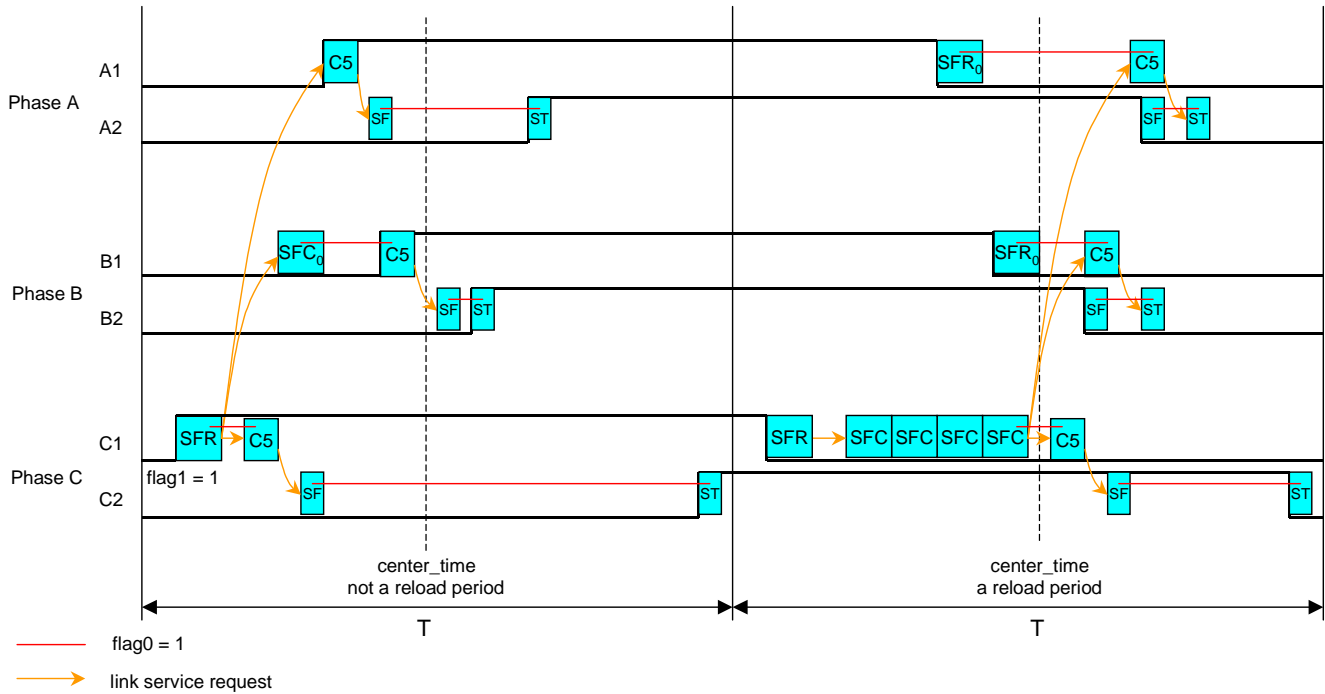 A1 C5 SFR0 C5
Phase A
A2 SF ST SF ST
B1 SFC0 C5 SFR0 C5
Phase B
B2 SF ST SF ST
C1 SFR C5 SFR SFC SFC SFC SFC C5
Phase C flag1 = 1
C2 SF ST SF ST
center_time center_time
not a reload period a reload period
T T
flag0 = 1
link service request